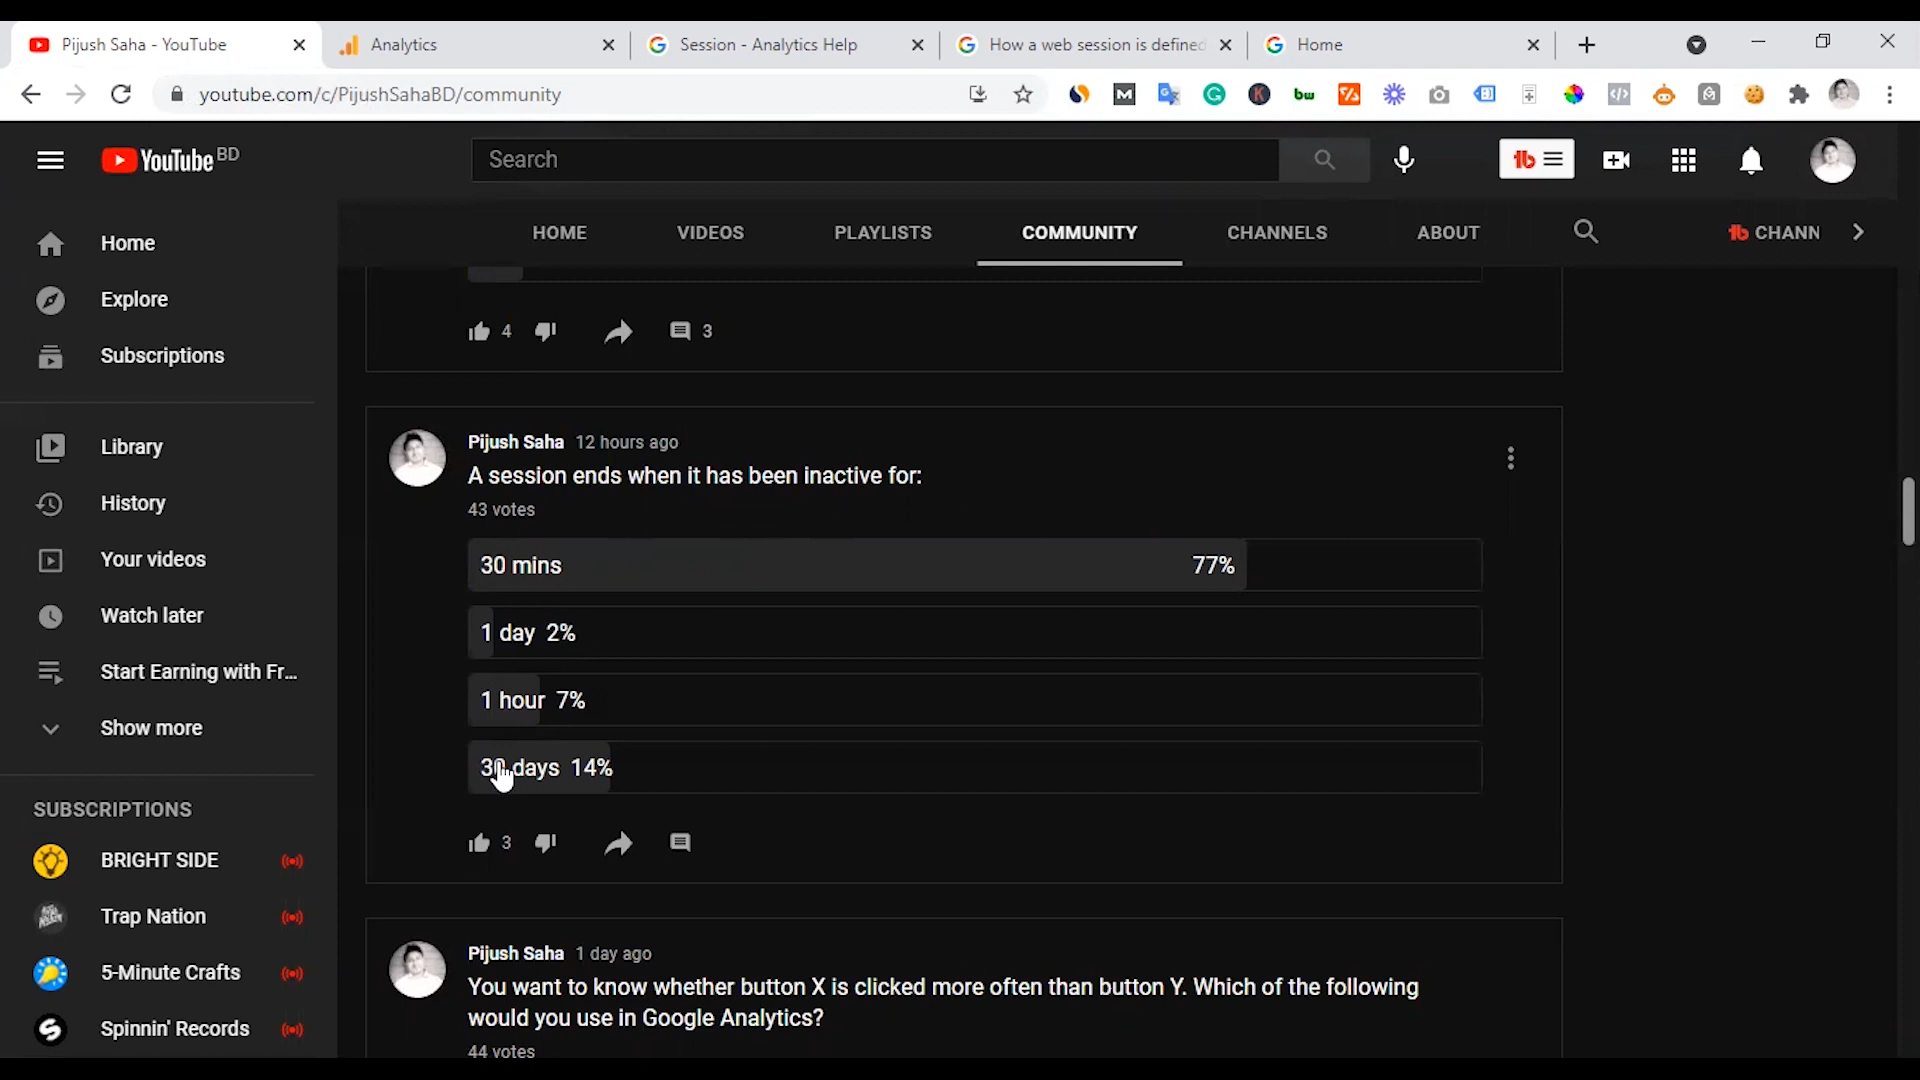 Pijush Saha - YouTube
Analytics
Session - Analytics Help
How a web session is defined
Home
youtube.com/c/PijushSahaBD/community
YouTube BD
Search
HOME
VIDEOS
PLAYLISTS
COMMUNITY
CHANNELS
ABOUT
CHANN
Home
Explore
Subscriptions
Library
History
Your videos
Watch later
Start Earning with Fr...
Show more
SUBSCRIPTIONS
BRIGHT SIDE
Trap Nation
5-Minute Crafts
Spinnin' Records
4
3
Pijush Saha 12 hours ago
A session ends when it has been inactive for:
43 votes
30 mins 77%
1 day 2%
1 hour 7%
30 days 14%
3
Pijush Saha 1 day ago
You want to know whether button X is clicked more often than button Y. Which of the following
would you use in Google Analytics?
44 votes